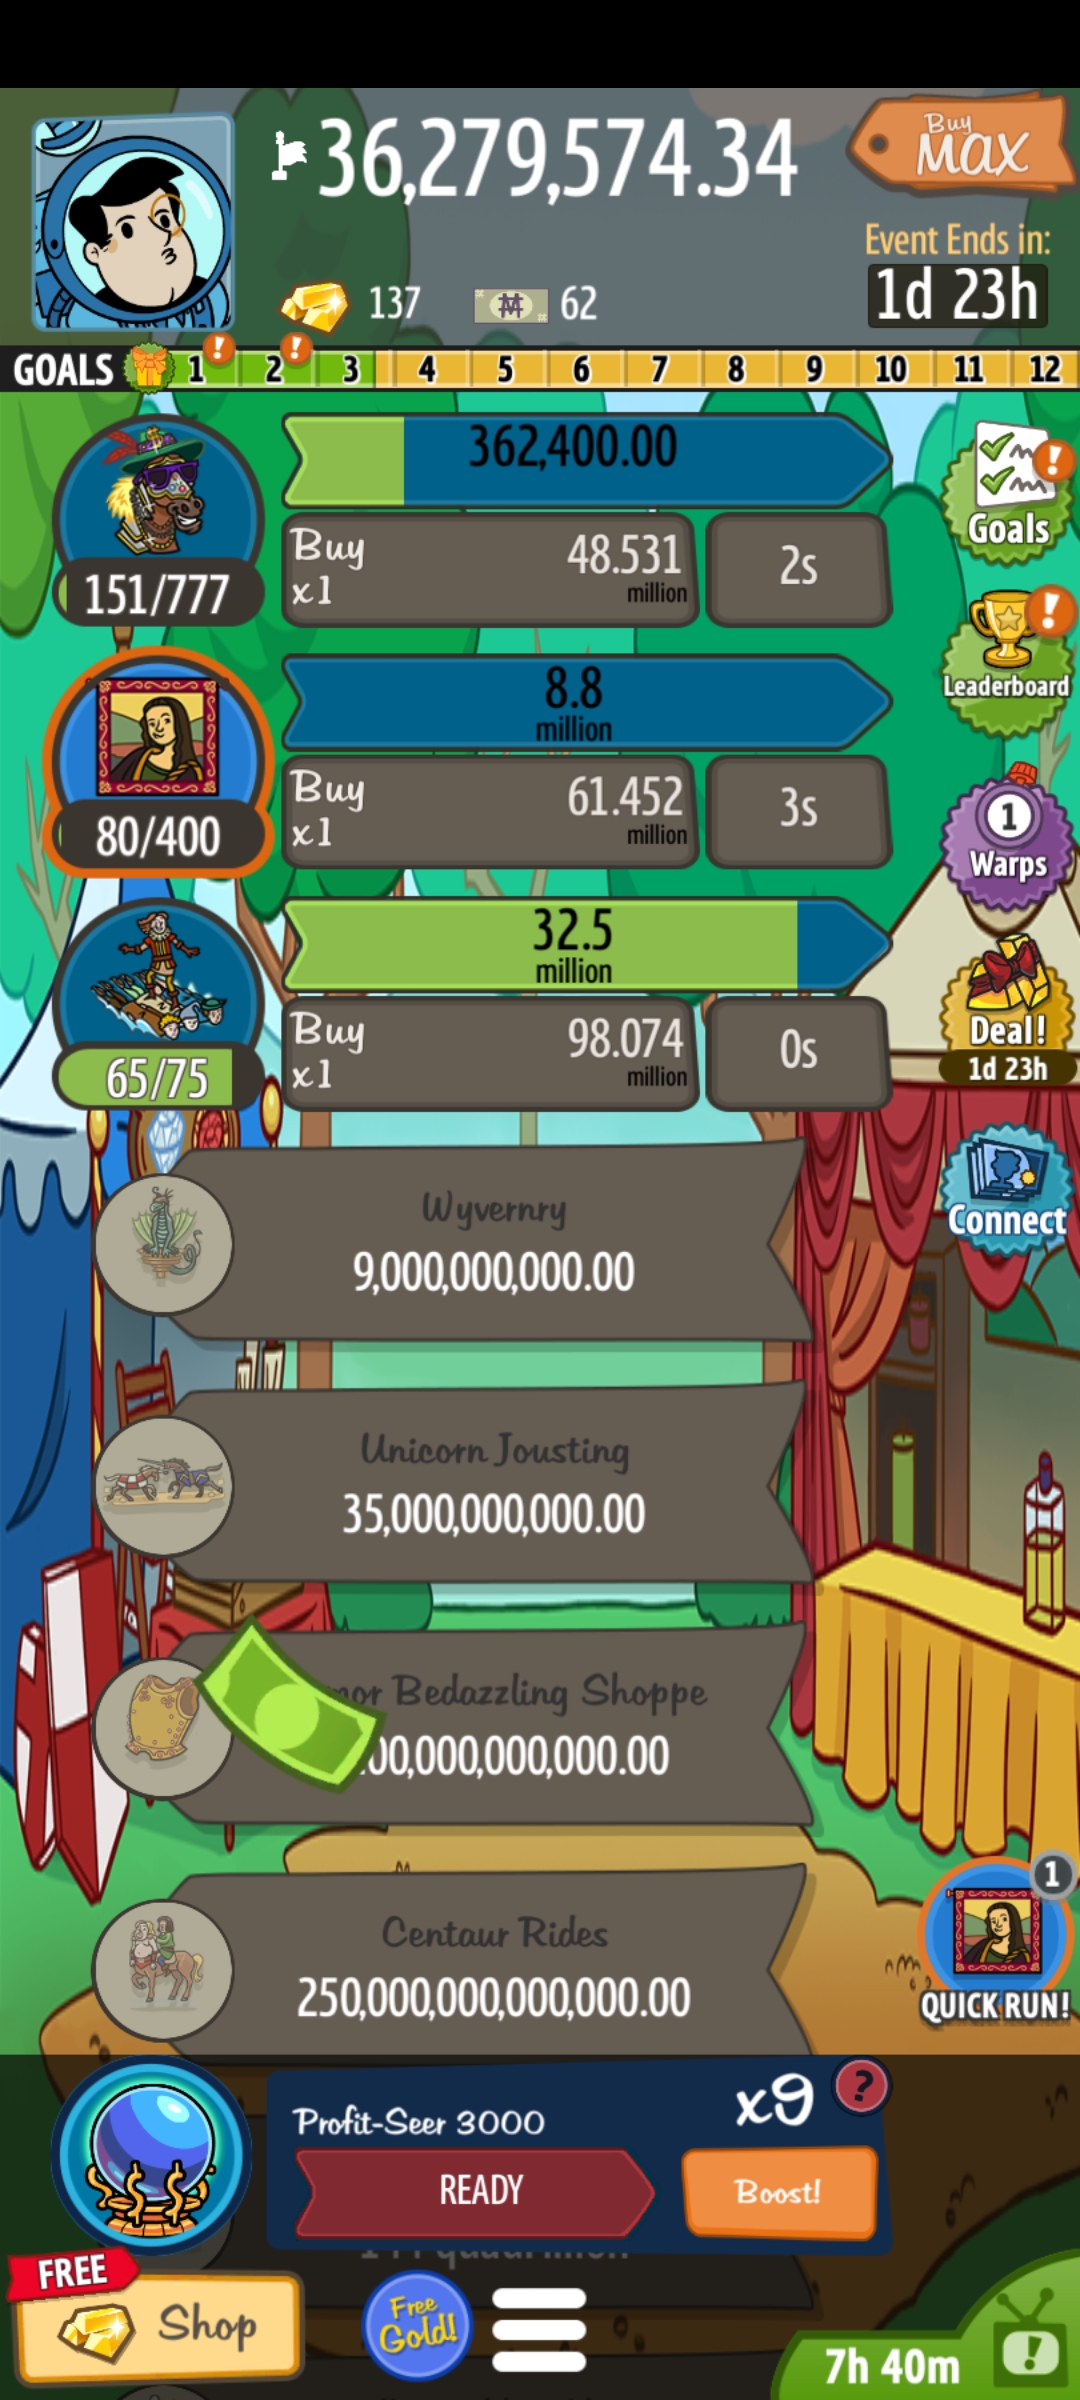 36,279,574.34
Buy
MAX
Event Ends in:
1d 23h
137
62
GOALS 1 ! 2 ! 3 4 5 6 7 8 9 10 11 12
362,400.00
Buy
x1
48.531
million
2s
151/777
!
Goals
8.8
million
Buy
x1
61.452
million
3s
80/400
!
Leaderboard
1
Warps
32.5
million
Buy
x1
98.074
million
0s
65/75
Deal!
1d 23h
Connect
Wyvernry
9,000,000,000.00
Unicorn Jousting
35,000,000,000.00
Bedazzling Shoppe
Centaur Rides
250,000,000,000,000.00
1
QUICK RUN!
Profit-Seer 3000
x9
?
READY
Boost!
FREE
Shop
Free
Gold!
7h 40m
!